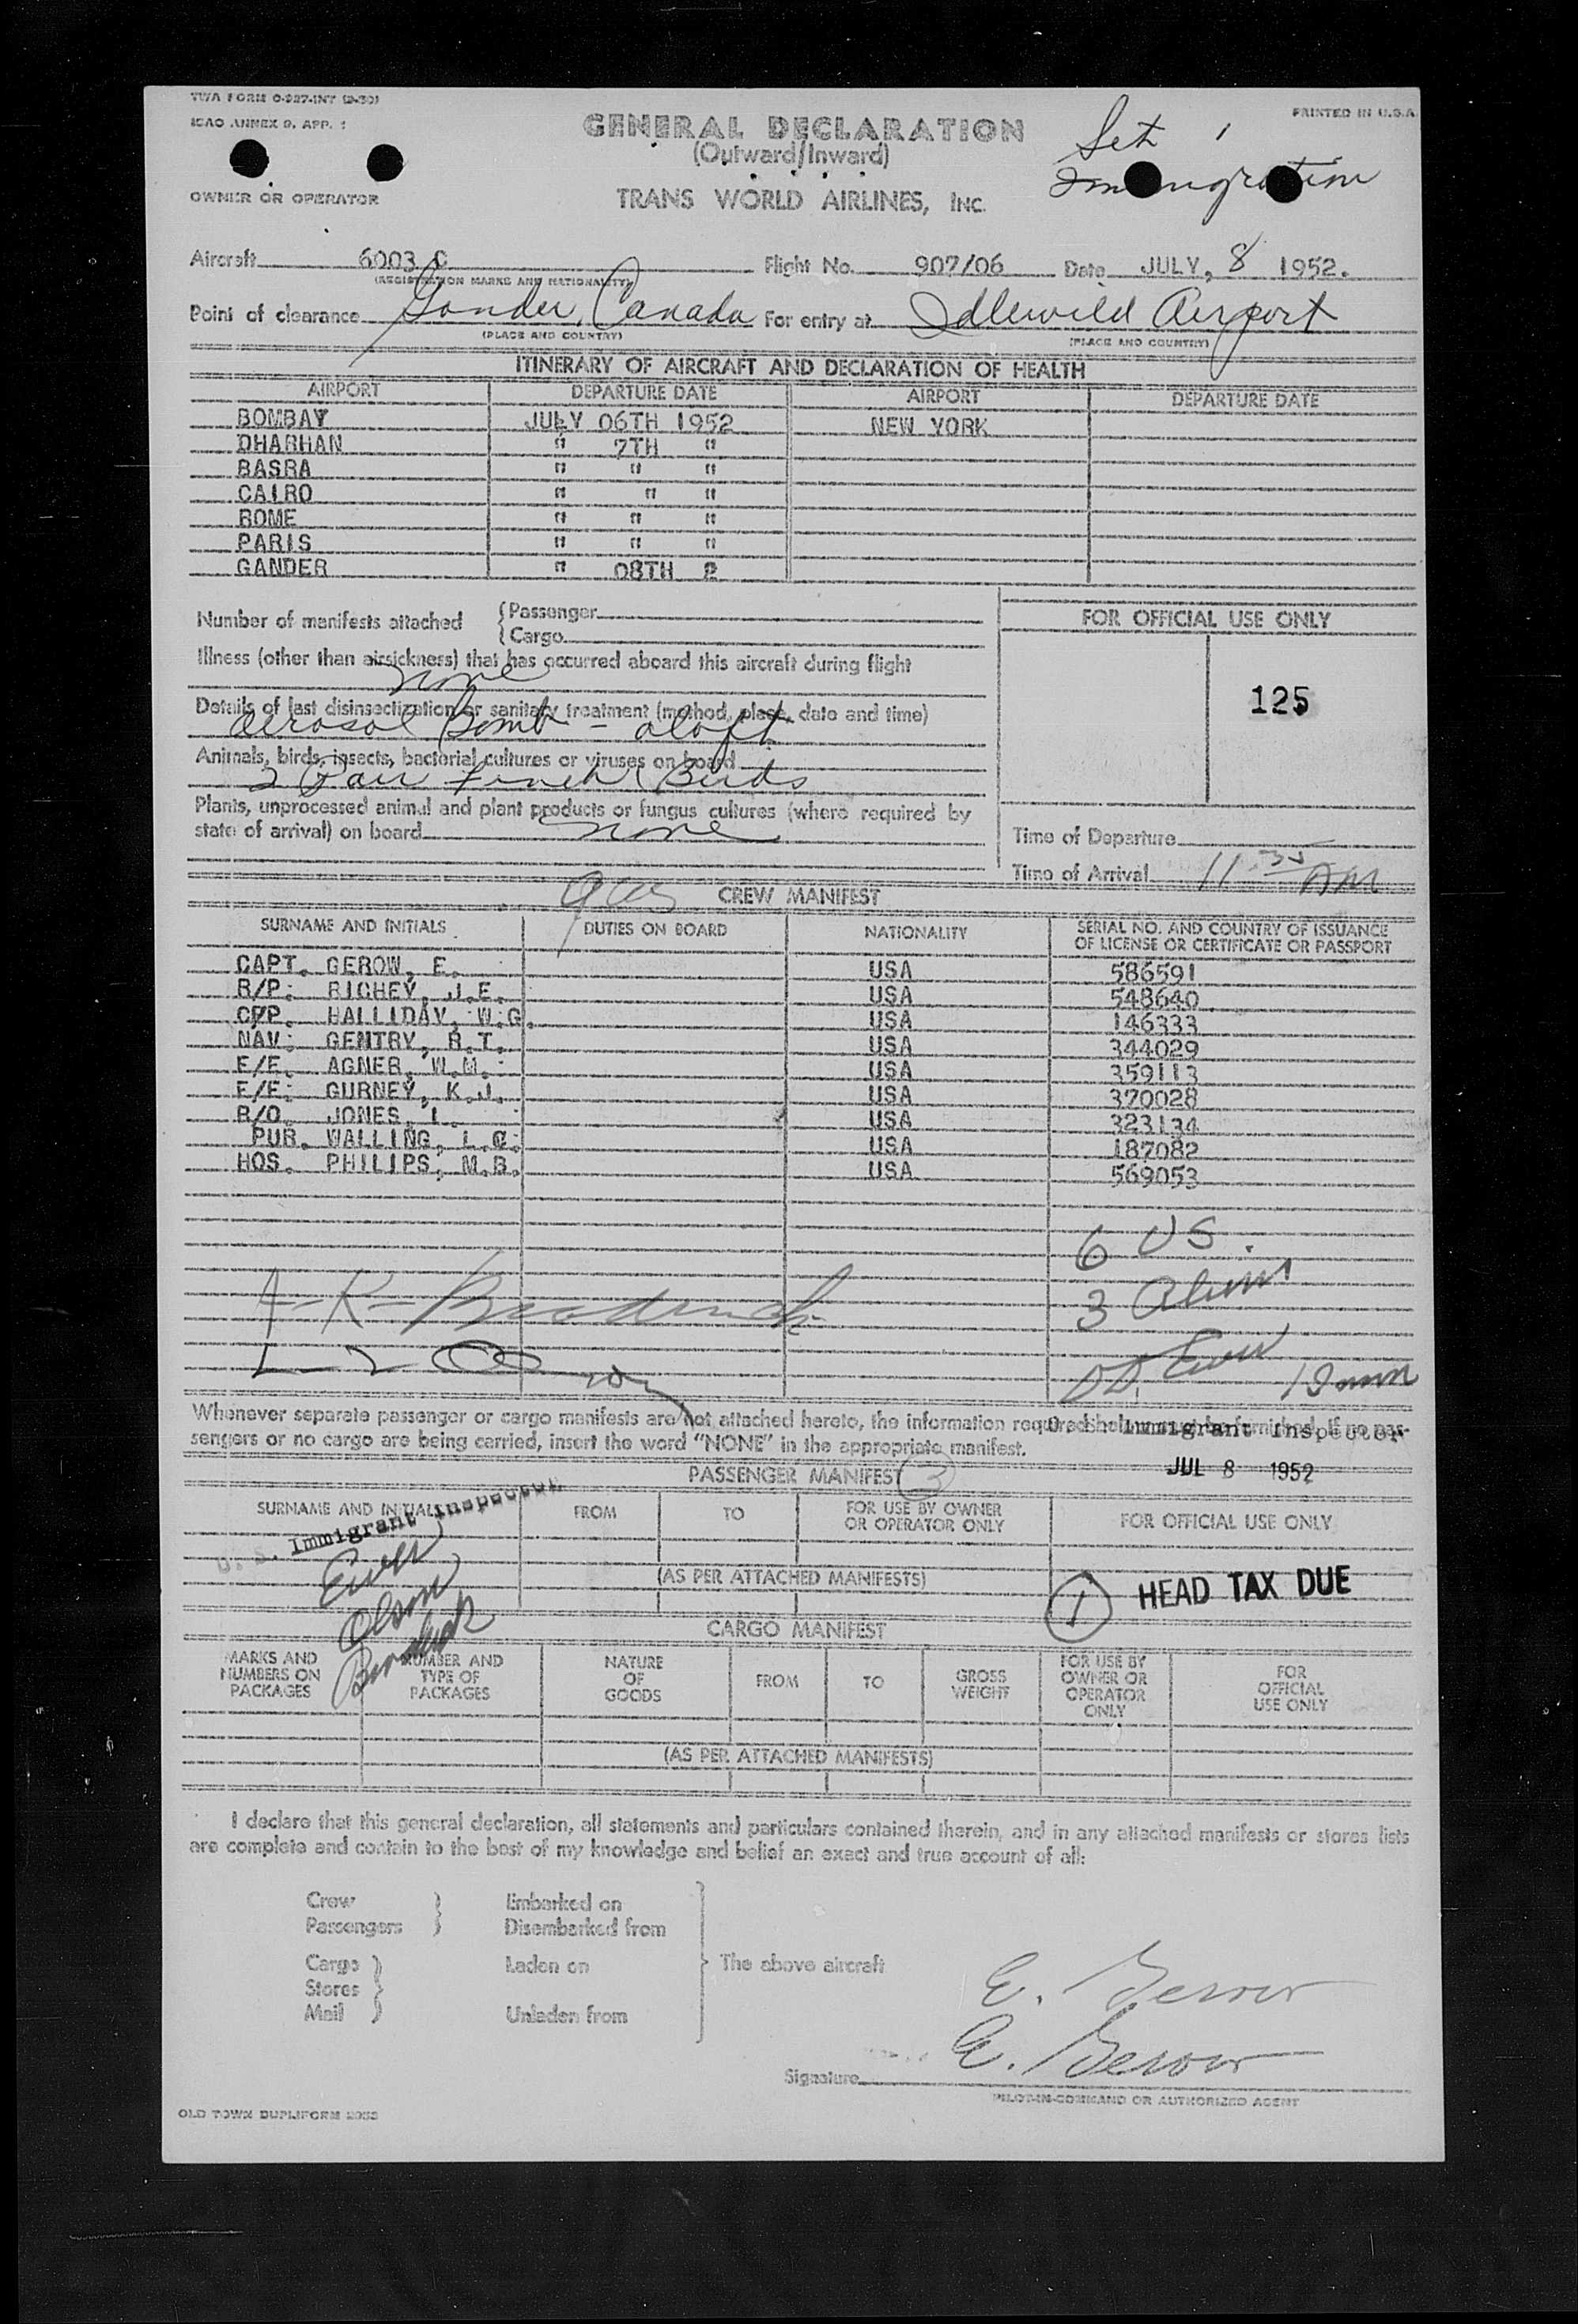 TWA FORM O-927-INT (2-50)
ICAO ANNEX 9, APP. 1
PRINTED IN U.S.A.
GENERAL DECLARATION
(Outward/Inward)
Set 1
Immigration
OWNER OR OPERATOR
TRANS WORLD AIRLINES, INC.
Aircraft 6003 C Flight No. 907/06 Date JULY, 8 1952.
(REGISTRATION MARKS AND NATIONALITY)
Point of clearance Gander, Canada For entry at Idlewild Airport
(PLACE AND COUNTRY) (PLACE AND COUNTRY)
ITINERARY OF AIRCRAFT AND DECLARATION OF HEALTH
AIRPORT DEPARTURE DATE AIRPORT DEPARTURE DATE
BOMBAY JULY 06TH 1952 NEW YORK
DHARHAN " 7TH "
BASRA " " "
CAIRO " " "
ROME " " "
PARIS " " "
GANDER " 08TH 2
Number of manifests attached { Passenger
{ Cargo
FOR OFFICIAL USE ONLY
Illness (other than airsickness) that has occurred aboard this aircraft during flight
none
125
Details of last disinsectization or sanitary treatment (method, place, date and time)
aerosol Bomb - aloft
Animals, birds, insects, bacterial cultures or viruses on board
2 Pair Finch Birds
Plants, unprocessed animal and plant products or fungus cultures (where required by
state of arrival) on board none
Time of Departure
Time of Arrival 11:35 AM
CREW MANIFEST
SURNAME AND INITIALS DUTIES ON BOARD NATIONALITY SERIAL NO. AND COUNTRY OF ISSUANCE
OF LICENSE OR CERTIFICATE OR PASSPORT
CAPT. GEROW, E. USA 586591
R/P: RICHEY, J.E. USA 548640
C/P. HALLIDAY, W.G. USA 146333
NAV: GENTRY, R.T. USA 344029
E/E. AGNER, W.M. USA 359113
E/E: GURNEY, K.J. USA 370028
R/O. JONES, L. USA 323134
PUR. WALLING, L.C. USA 187082
HOS. PHILIPS, M.B. USA 569053
6 US.
3 Aliens
Whenever separate passenger or cargo manifests are not attached hereto, the information required below must be furnished. If no pas-
sengers or no cargo are being carried, insert the word "NONE" in the appropriate manifest.
U. S. Immigrant Inspector
JUL 8 1952
PASSENGER MANIFEST 3
SURNAME AND INITIALS FROM TO FOR USE BY OWNER
OR OPERATOR ONLY FOR OFFICIAL USE ONLY
U. S. Immigrant Inspector
(AS PER ATTACHED MANIFESTS)
1 HEAD TAX DUE
Olson
CARGO MANIFEST
MARKS AND
NUMBERS ON
PACKAGES NUMBER AND
TYPE OF
PACKAGES NATURE
OF
GOODS FROM TO GROSS
WEIGHT FOR USE BY
OWNER OR
OPERATOR
ONLY FOR
OFFICIAL
USE ONLY
(AS PER ATTACHED MANIFESTS)
I declare that this general declaration, all statements and particulars contained therein, and in any attached manifests or stores lists
are complete and contain to the best of my knowledge and belief an exact and true account of all:
Crew } Embarked on
Passengers } Disembarked from
Cargo } Laden on } The above aircraft
Stores }
Mail } Unladen from
E. Gerow
E. Gerow
Signature
PILOT-IN-COMMAND OR AUTHORIZED AGENT
OLD TOWN DUPLIFORM